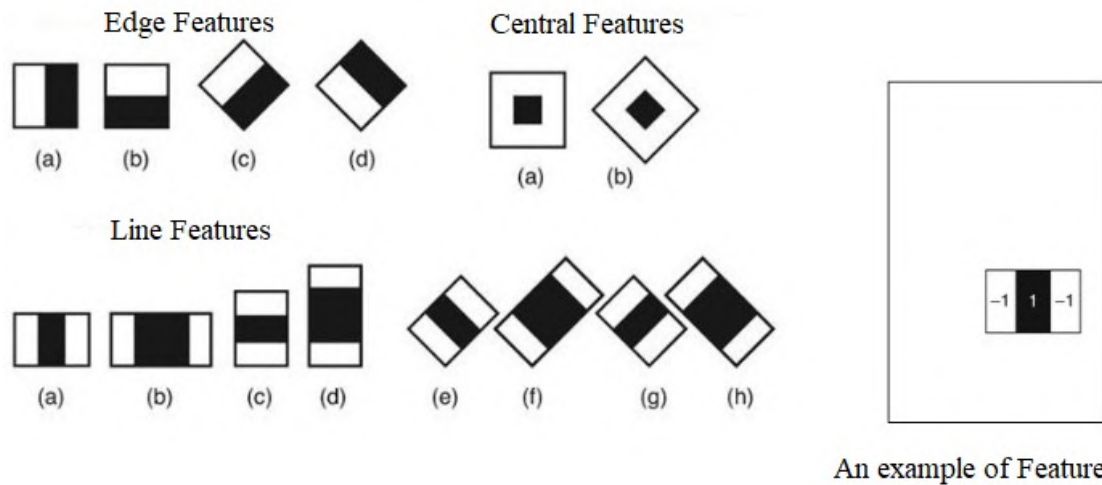 Edge Features
Central Features
(a) (b) (c) (d)
(a) (b)
Line Features
−1 1 −1
(a) (b) (c) (d) (e) (f) (g) (h)
An example of Feature